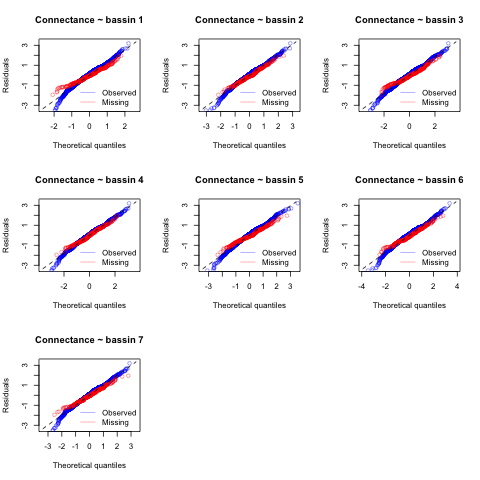 Connectance ~ bassin 1
Residuals
3
1
-1
-3
Observed
Missing
-2
-1
0
1
2
Theoretical quantiles
Connectance ~ bassin 2
Residuals
3
1
-1
-3
Observed
Missing
-3
-2
-1
0
1
2
3
Theoretical quantiles
Connectance ~ bassin 3
Residuals
3
1
-1
-3
Observed
Missing
-2
0
2
Theoretical quantiles
Connectance ~ bassin 4
Residuals
3
1
-1
-3
Observed
Missing
-2
0
2
Theoretical quantiles
Connectance ~ bassin 5
Residuals
3
1
-1
-3
Observed
Missing
-3
-1
0
1
2
3
Theoretical quantiles
Connectance ~ bassin 6
Residuals
3
1
-1
-3
Observed
Missing
-4
-2
0
2
4
Theoretical quantiles
Connectance ~ bassin 7
Residuals
3
1
-1
-3
Observed
Missing
-3
-2
-1
0
1
2
3
Theoretical quantiles